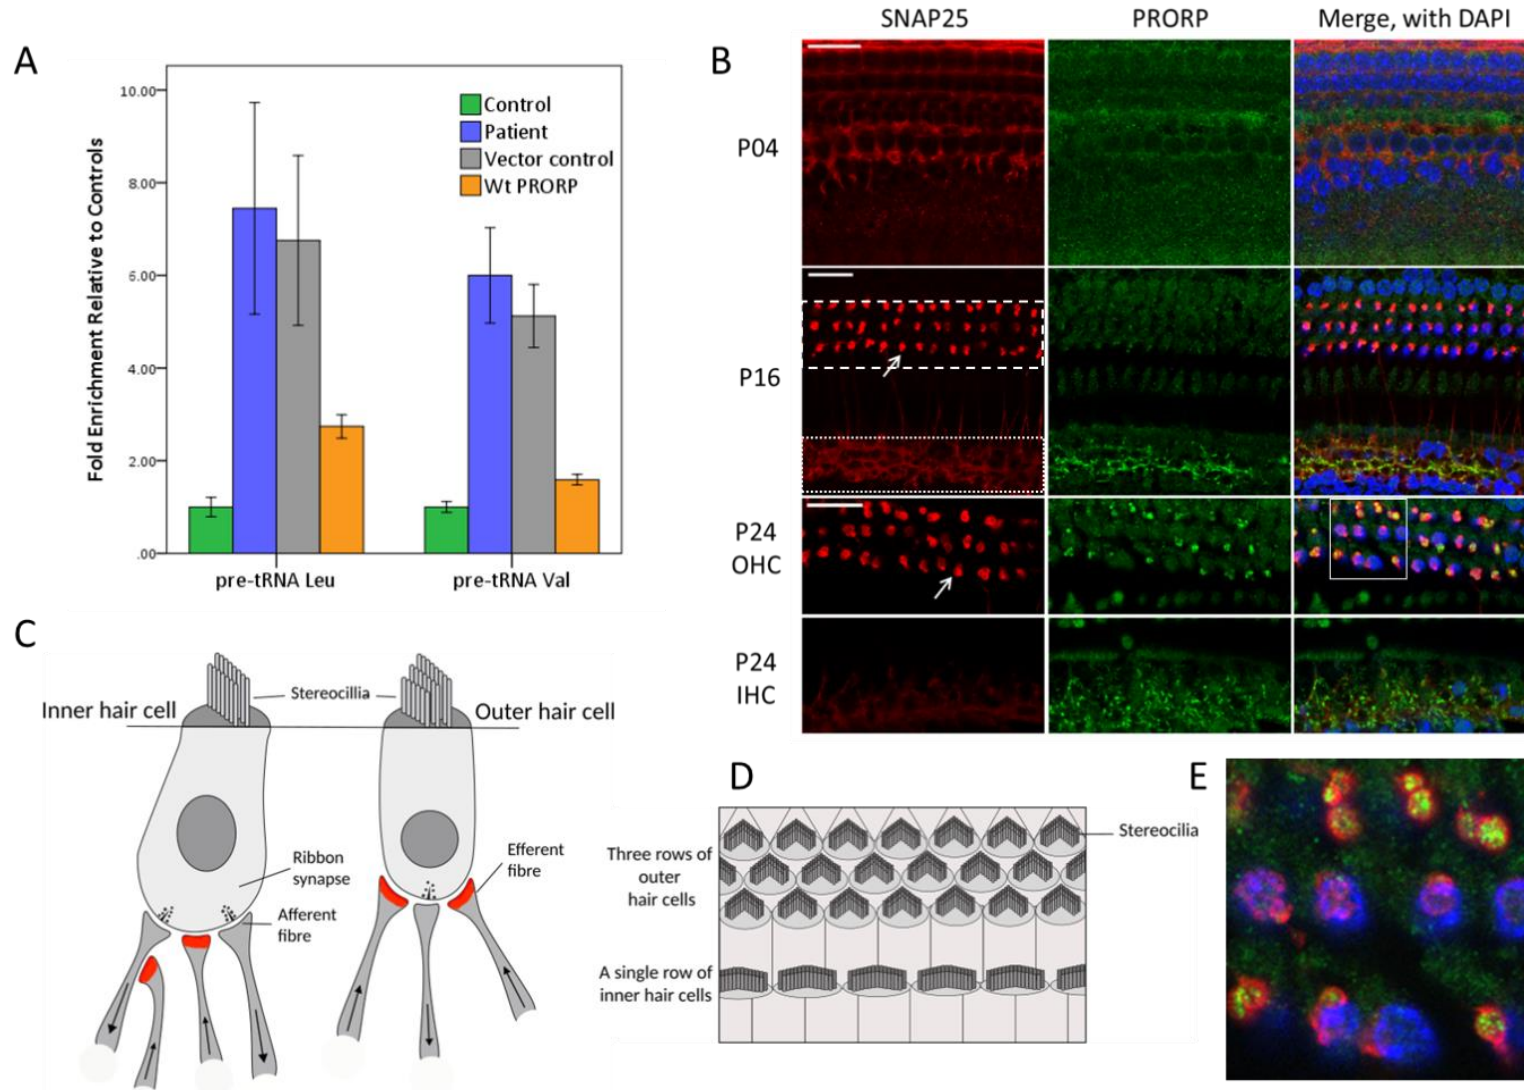 A
10.00
8.00
6.00
4.00
2.00
.00
Fold Enrichment Relative to Controls
Control
Patient
Vector control
Wt PRORP
pre-tRNA Leu
pre-tRNA Val
B
SNAP25
PRORP
Merge, with DAPI
P04
P16
P24
OHC
P24
IHC
C
Stereocillia
Inner hair cell
Outer hair cell
Ribbon
synapse
Afferent
fibre
Efferent
fibre
D
Stereocilia
Three rows of
outer
hair cells
A single row of
inner hair cells
E